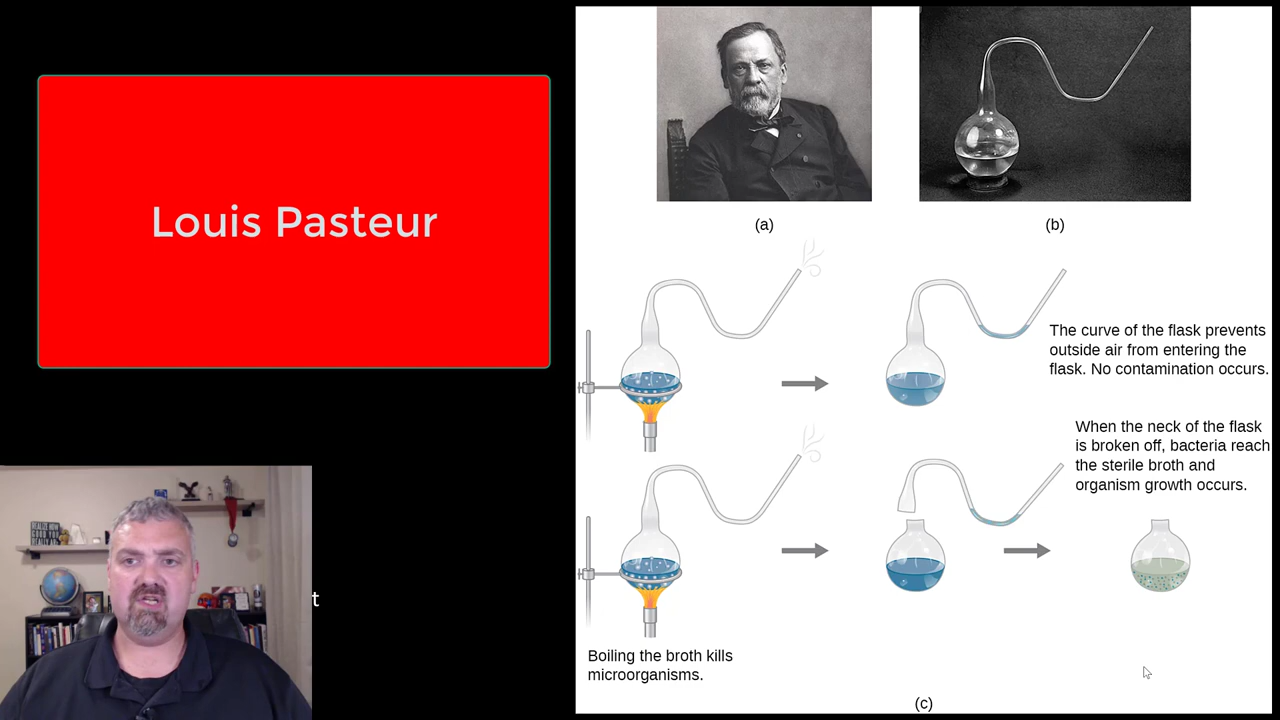 Louis Pasteur
(a)
(b)
The curve of the flask prevents
outside air from entering the
flask. No contamination occurs.
When the neck of the flask
is broken off, bacteria reach
the sterile broth and
organism growth occurs.
Boiling the broth kills
microorganisms.
(c)
t